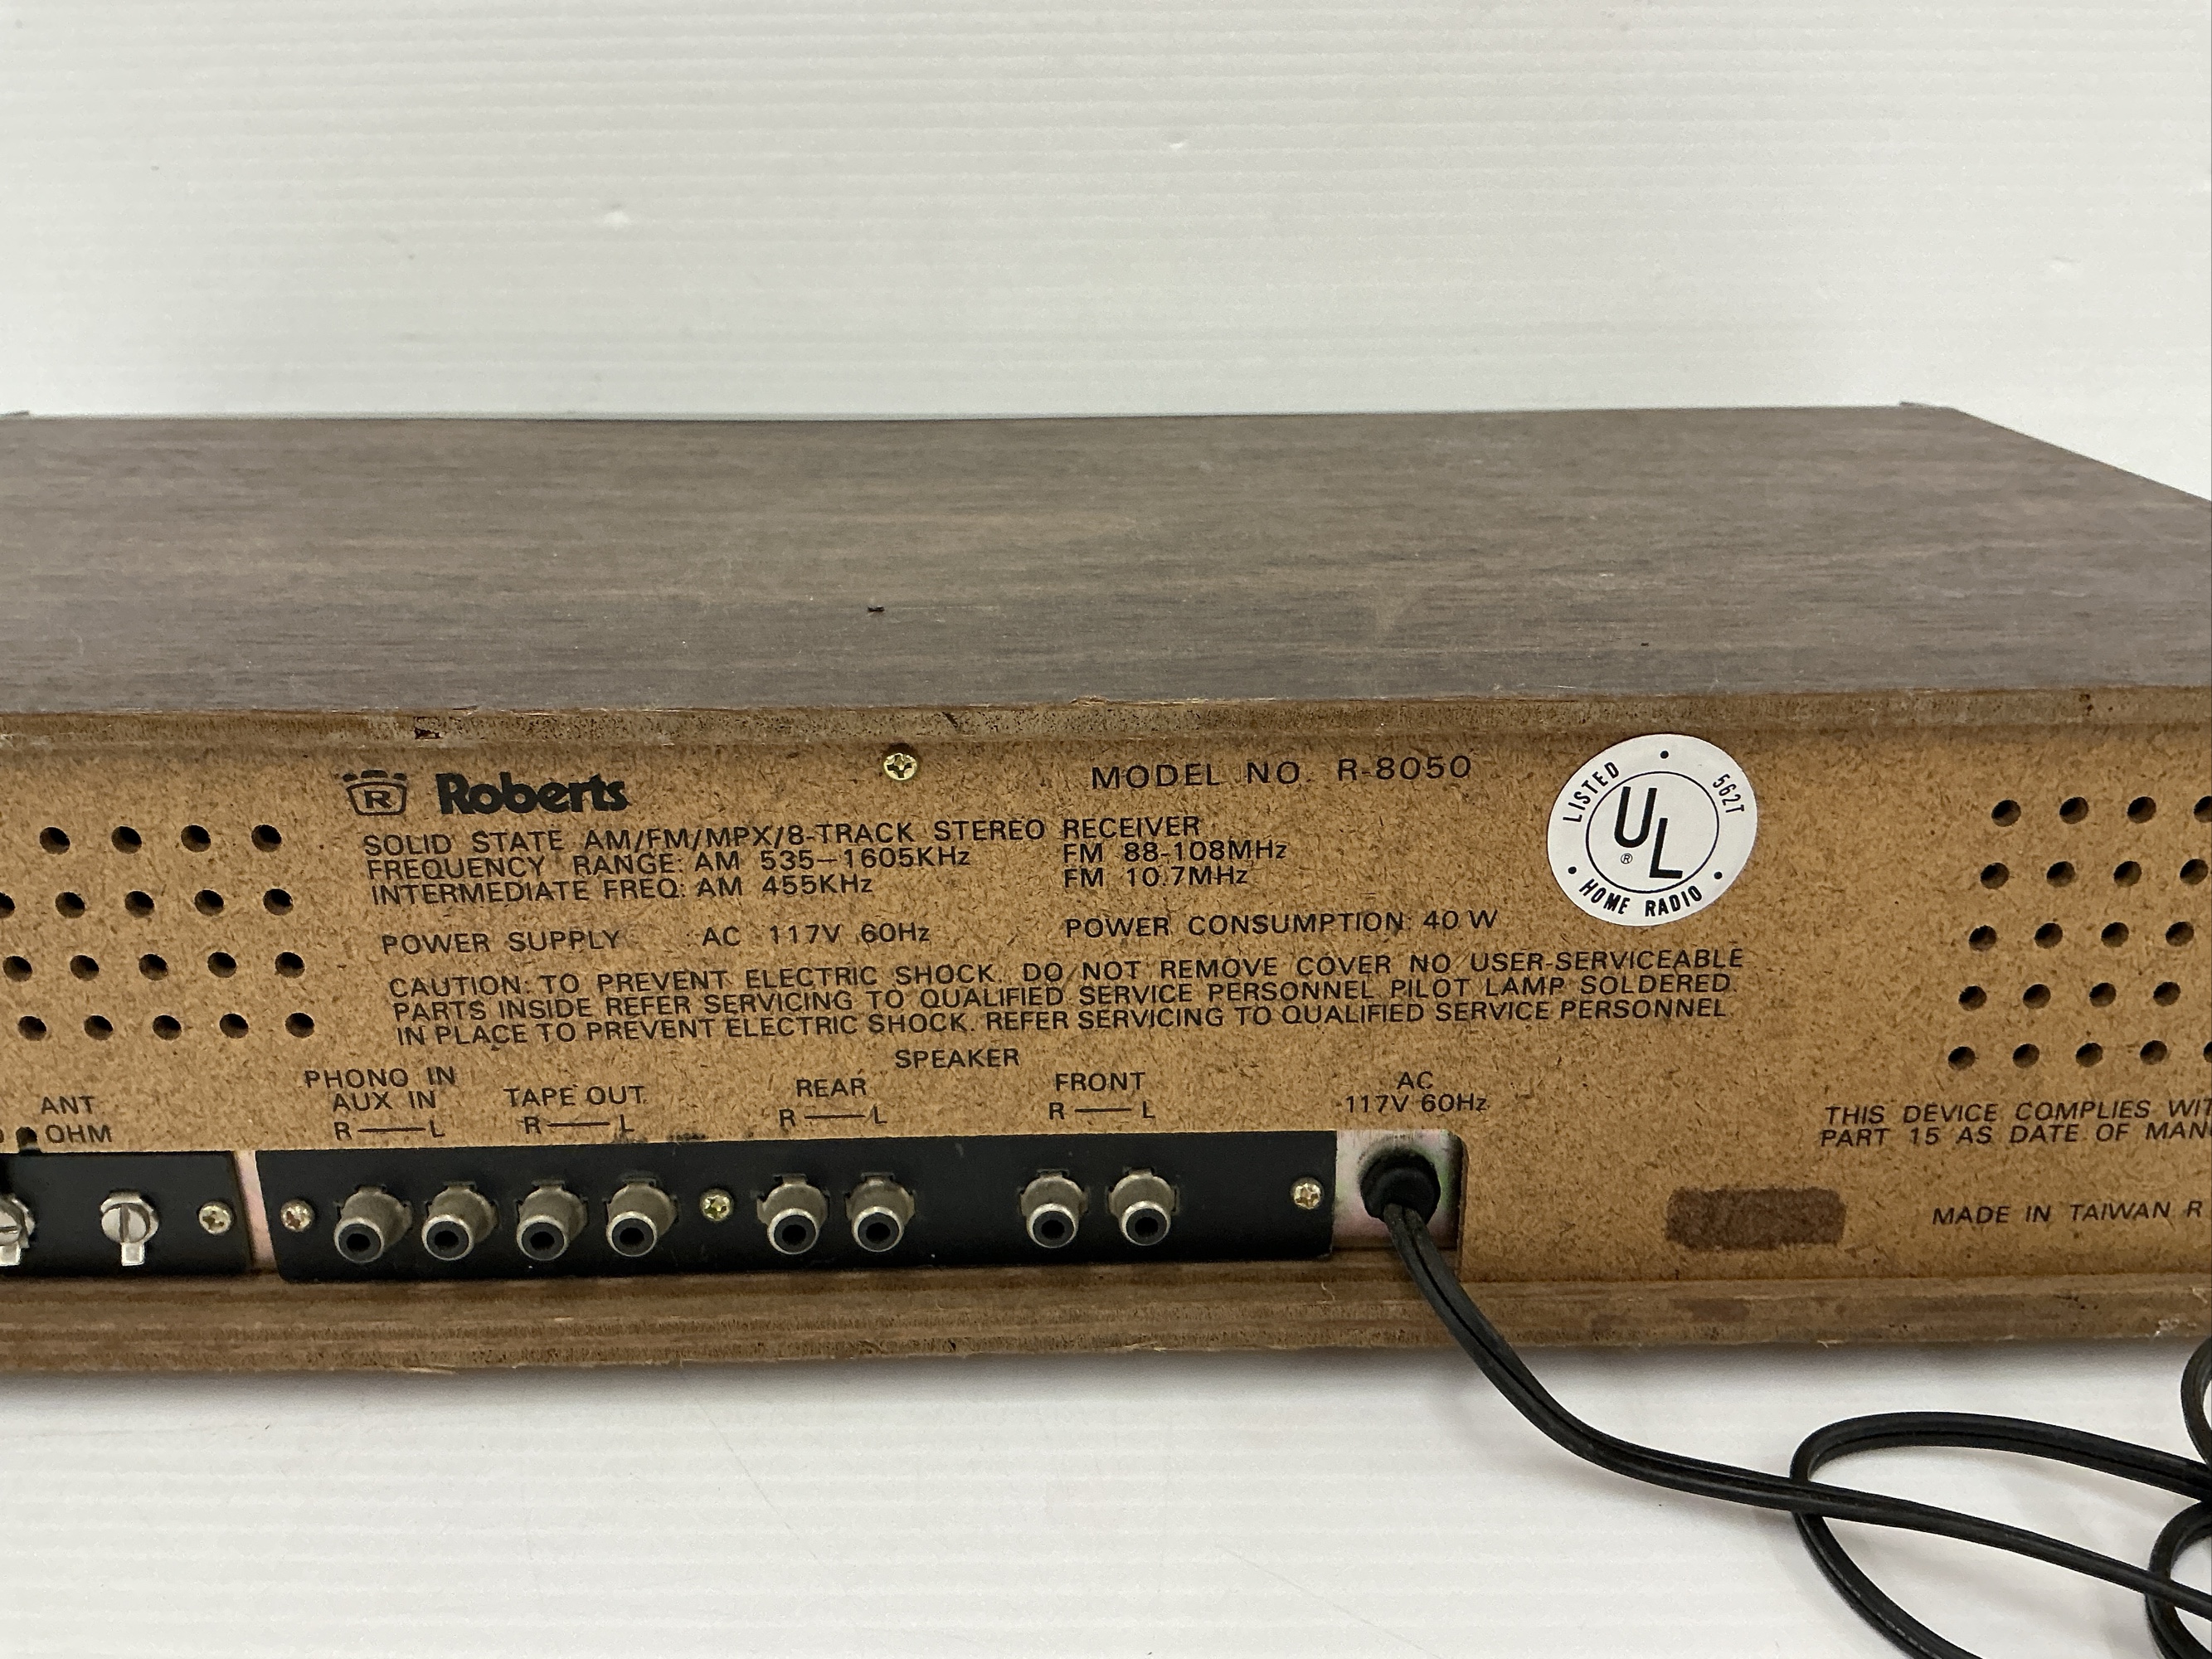 R Roberts
MODEL NO. R-8050
SOLID STATE AM/FM/MPX/8-TRACK STEREO RECEIVER
FREQUENCY RANGE: AM 535–1605KHz FM 88-108MHz
INTERMEDIATE FREQ: AM 455KHz FM 10.7MHz
POWER SUPPLY : AC 117V 60Hz POWER CONSUMPTION: 40 W
CAUTION: TO PREVENT ELECTRIC SHOCK. DO NOT REMOVE COVER NO USER-SERVICEABLE
PARTS INSIDE REFER SERVICING TO QUALIFIED SERVICE PERSONNEL PILOT LAMP SOLDERED
IN PLACE TO PREVENT ELECTRIC SHOCK. REFER SERVICING TO QUALIFIED SERVICE PERSONNEL
LISTED 562T
UL ®
HOME RADIO
SPEAKER
ANT
OHM
PHONO IN
AUX IN
R — L
TAPE OUT
R — L
REAR
R — L
FRONT
R — L
AC
117V 60Hz
THIS DEVICE COMPLIES
PART 15 AS DATE OF
MADE IN TAIWAN R